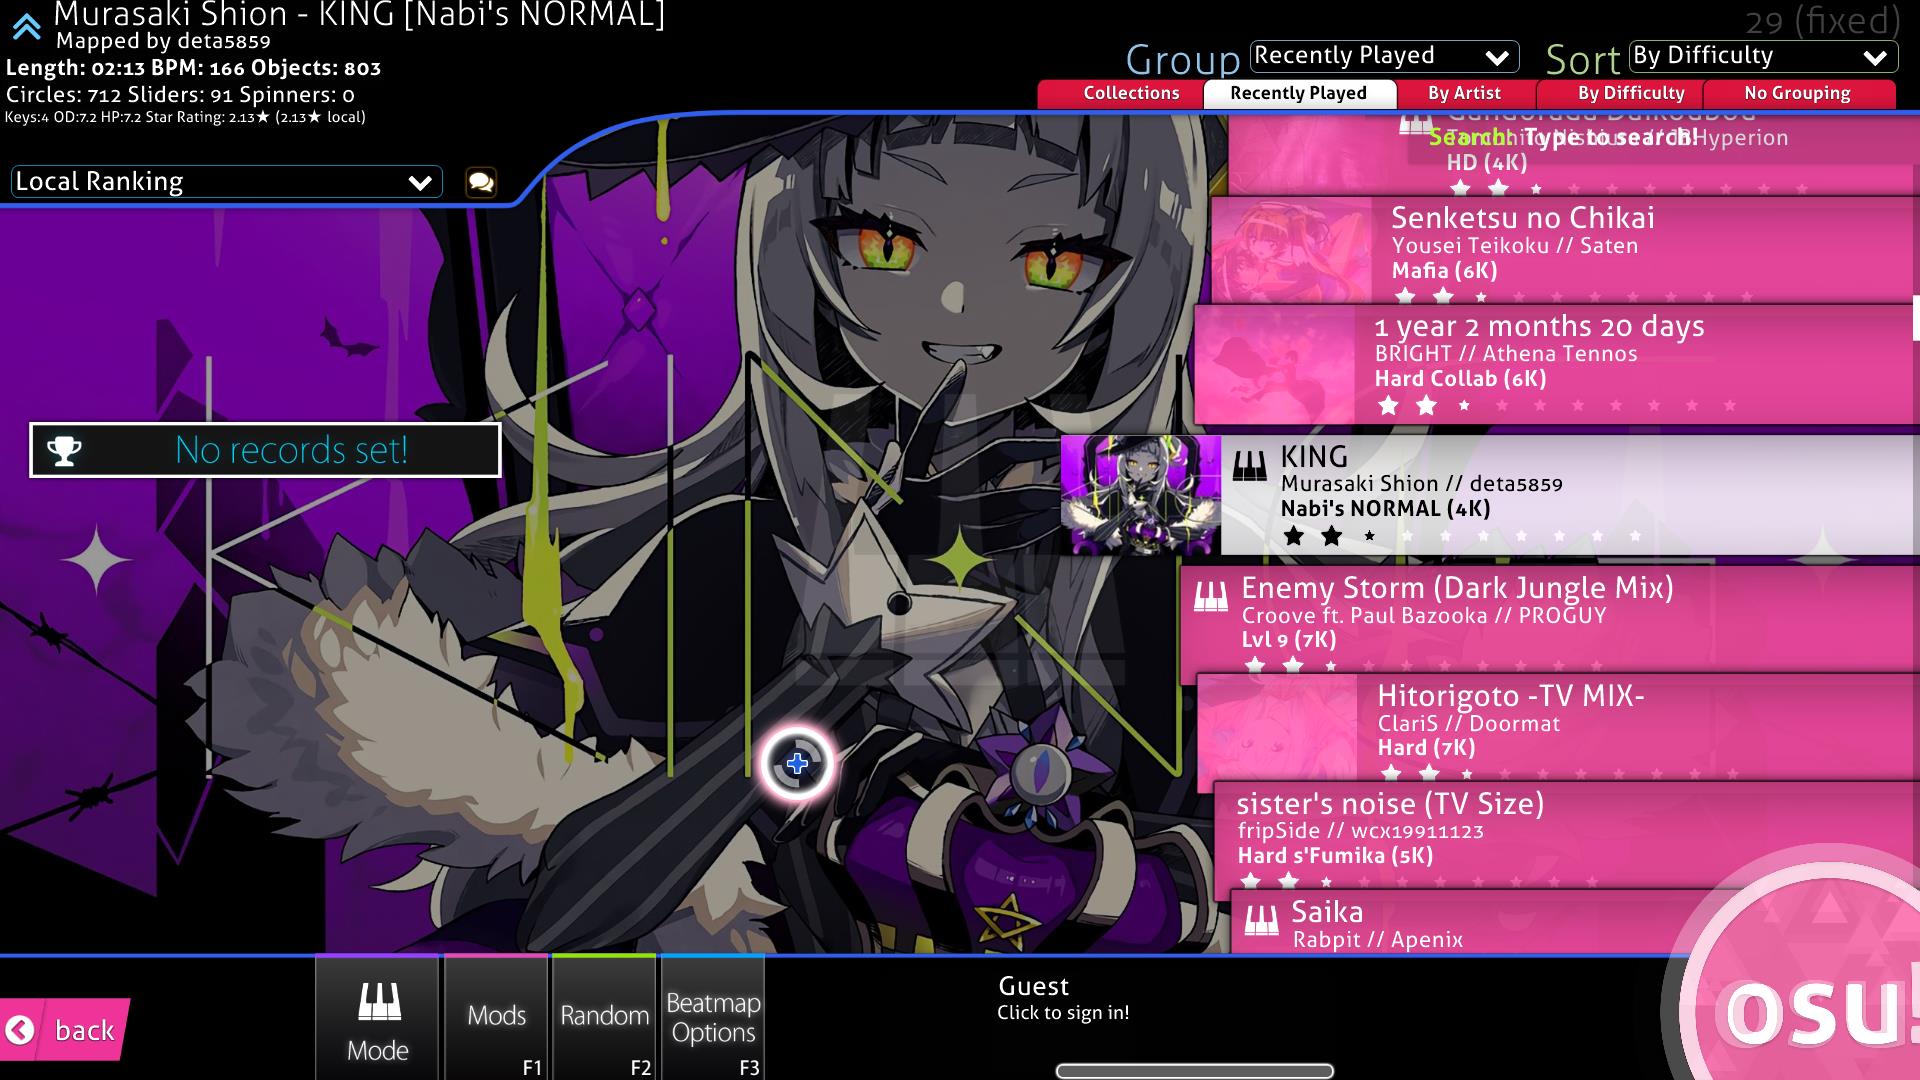 Murasaki Shion - KING [Nabi's NORMAL]
Mapped by deta5859
Length: 02:13 BPM: 166 Objects: 803
Circles: 712 Sliders: 91 Spinners: 0
Keys:4 OD:7.2 HP:7.2 Star Rating: 2.13★ (2.13★ local)
29 (fixed)
Group Recently Played
Sort By Difficulty
Collections
Recently Played
By Artist
By Difficulty
No Grouping
Local Ranking
No records set!
Search: Type to search!
Hyperion
HD (4K)
Senketsu no Chikai
Yousei Teikoku // Saten
Mafia (6K)
1 year 2 months 20 days
BRIGHT // Athena Tennos
Hard Collab (6K)
KING
Murasaki Shion // deta5859
Nabi's NORMAL (4K)
Enemy Storm (Dark Jungle Mix)
Croove ft. Paul Bazooka // PROGUY
Lvl 9 (7K)
Hitorigoto -TV MIX-
ClariS // Doormat
Hard (7K)
sister's noise (TV Size)
fripSide // wcx19911123
Hard s'Fumika (5K)
Saika
Rabpit // Apenix
back
Mode
Mods
F1
Random
F2
Beatmap
Options
F3
Guest
Click to sign in!
osu!